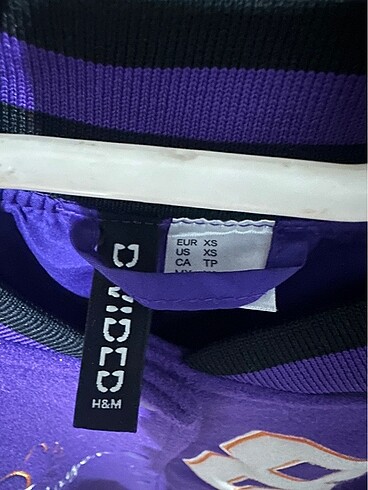 DIVIDED
H&M
EUR XS
US XS
CA TP